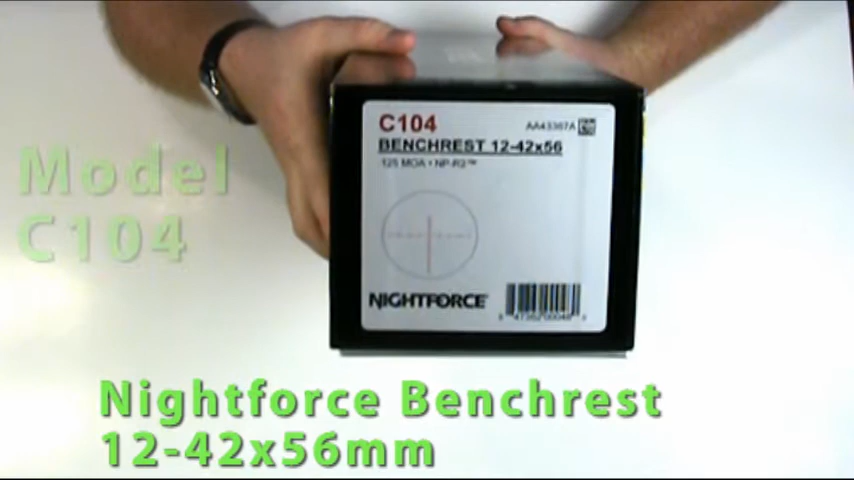 C104
AA43367A
BENCHREST 12-42x56
.125 MOA • NP-R2™
NIGHTFORCE
Model
C104
Nightforce Benchrest
12-42x56mm